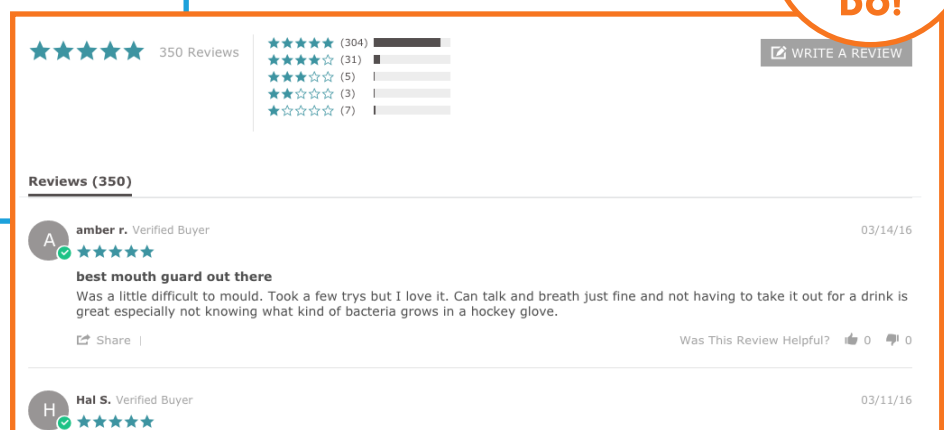 DO!
350 Reviews
(304)
(31)
(5)
(3)
(7)
WRITE A REVIEW
Reviews (350)
A
amber r. Verified Buyer
03/14/16
best mouth guard out there
Was a little difficult to mould. Took a few trys but I love it. Can talk and breath just fine and not having to take it out for a drink is
great especially not knowing what kind of bacteria grows in a hockey glove.
Share |
Was This Review Helpful? 0 0
H
Hal S. Verified Buyer
03/11/16